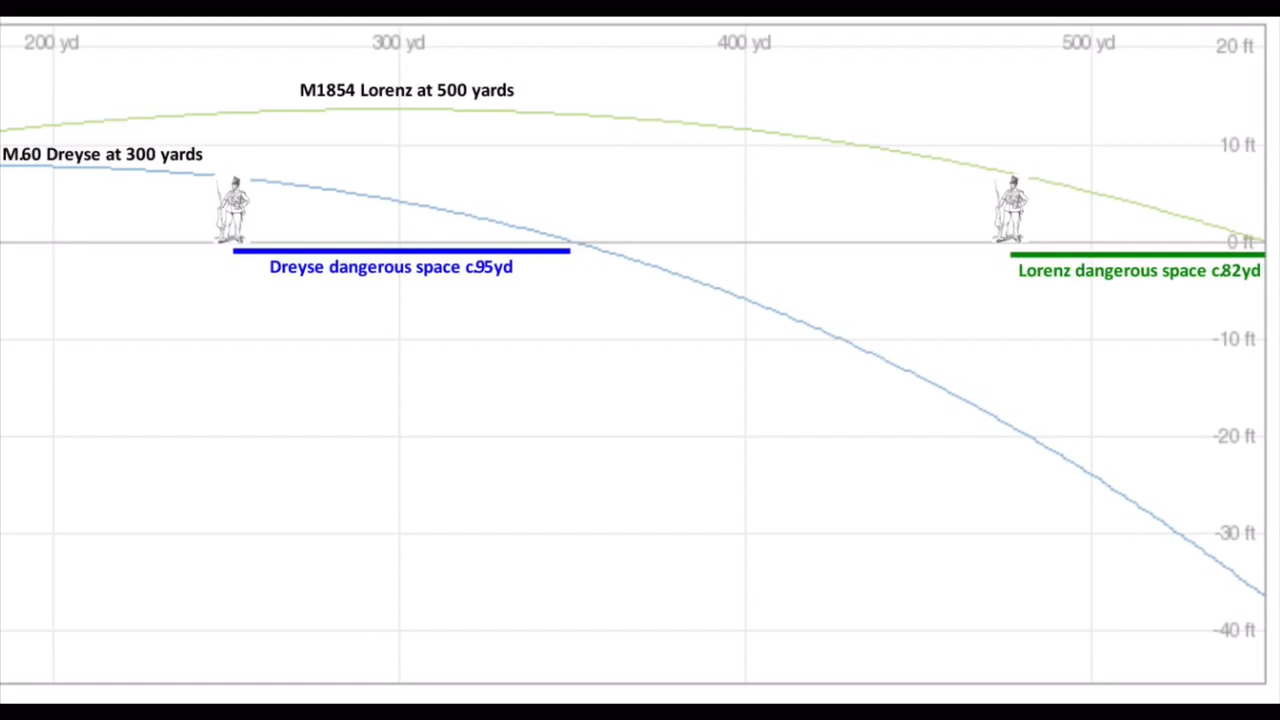 200 yd 300 yd 400 yd 500 yd 20 ft
M1854 Lorenz at 500 yards
10 ft
M.60 Dreyse at 300 yards
0 ft
Dreyse dangerous space c.95yd
Lorenz dangerous space c.82yd
-10 ft
-20 ft
-30 ft
-40 ft